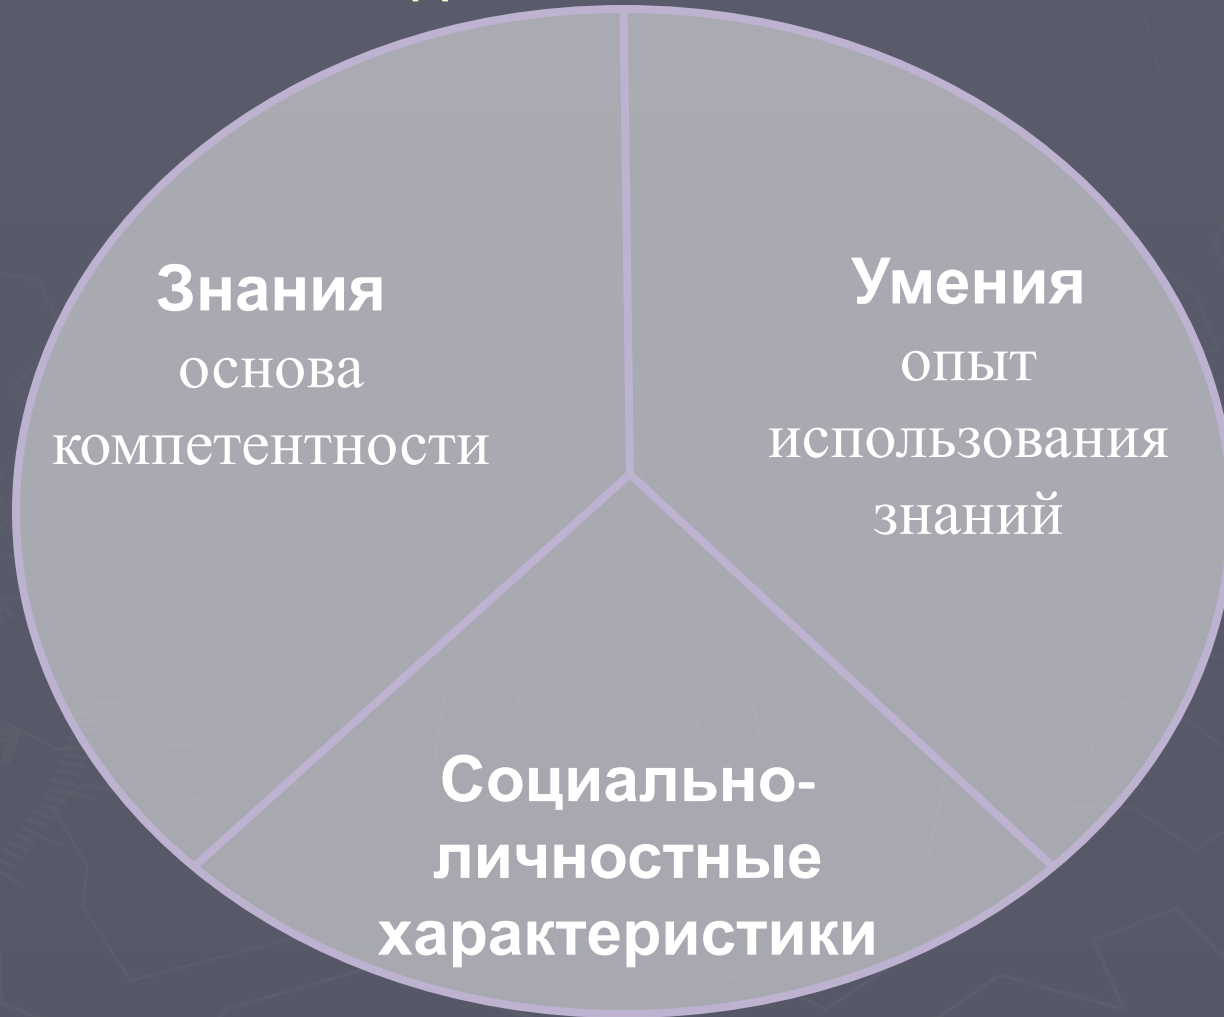 Знания
основа
компетентности
Умения
опыт
использования
знаний
Социально-
личностные
характеристики